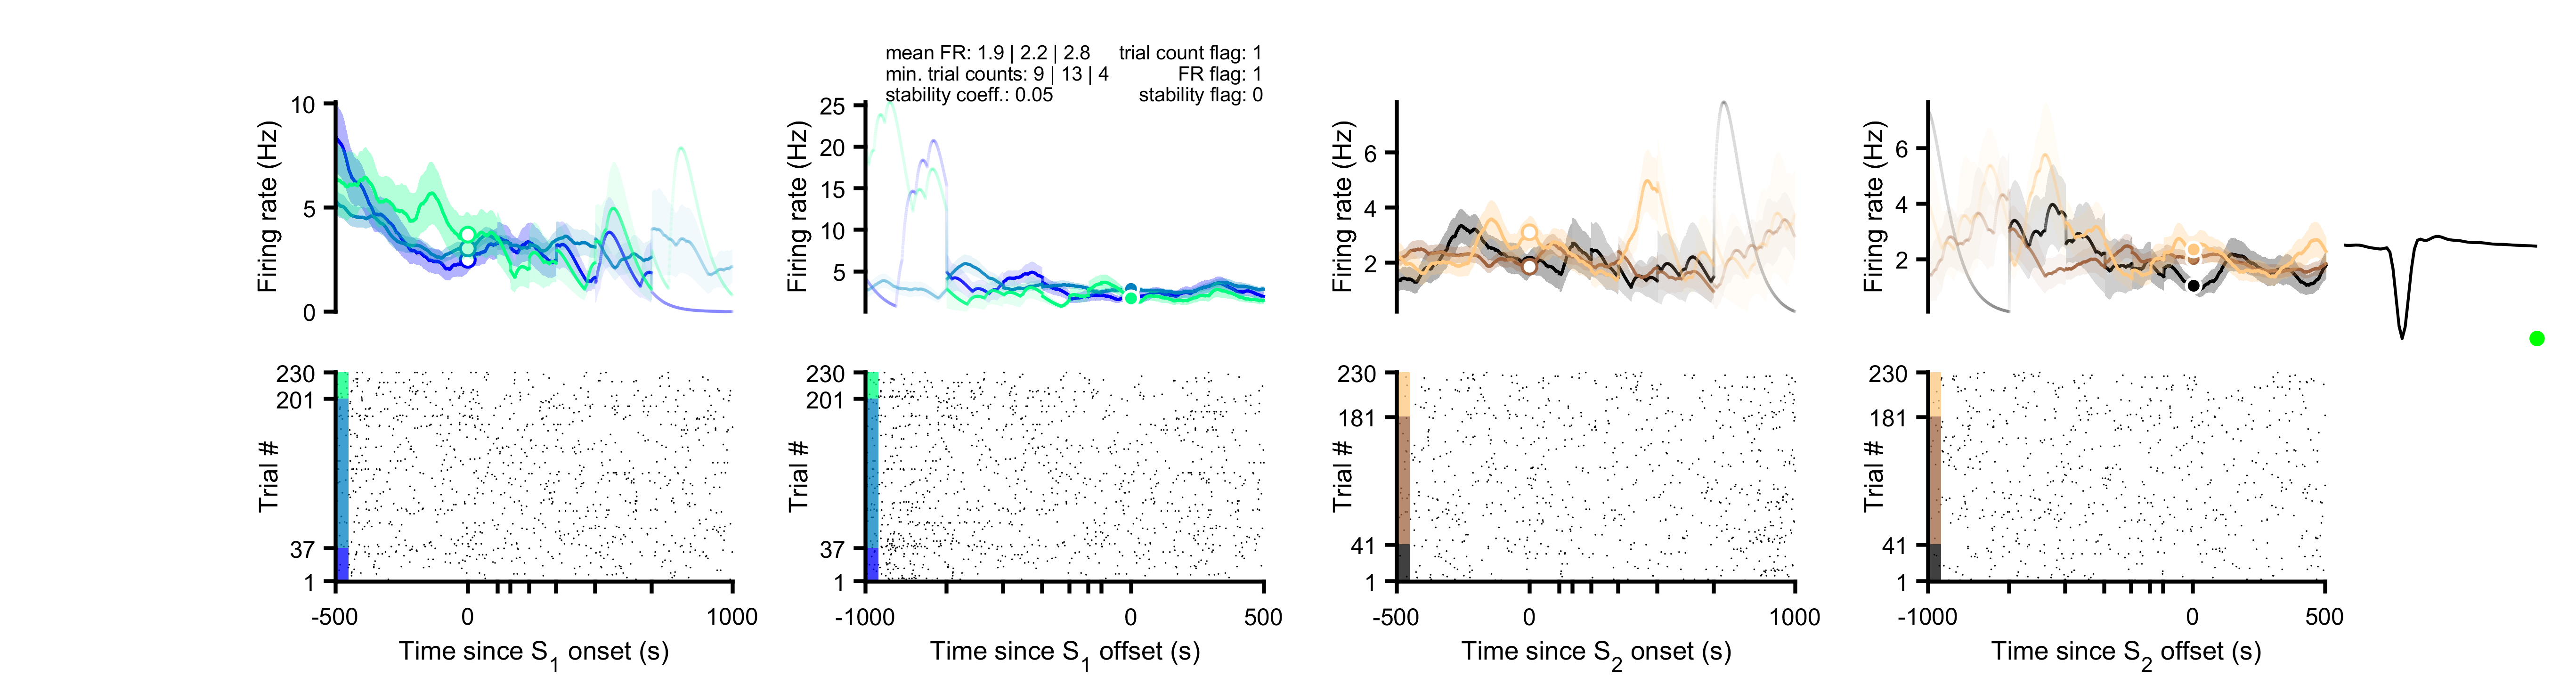 mean FR: 1.9 | 2.2 | 2.8 trial count flag: 1
min. trial counts: 9 | 13 | 4 FR flag: 1
stability coeff.: 0.05 stability flag: 0
Firing rate (Hz)
10
5
0
Firing rate (Hz)
25
20
15
10
5
Firing rate (Hz)
6
4
2
Firing rate (Hz)
6
4
2
Trial #
230
201
37
1
-500 0 1000
Time since S1 onset (s)
Trial #
230
201
37
1
-1000 0 500
Time since S1 offset (s)
Trial #
230
181
41
1
-500 0 1000
Time since S2 onset (s)
Trial #
230
181
41
1
-1000 0 500
Time since S2 offset (s)